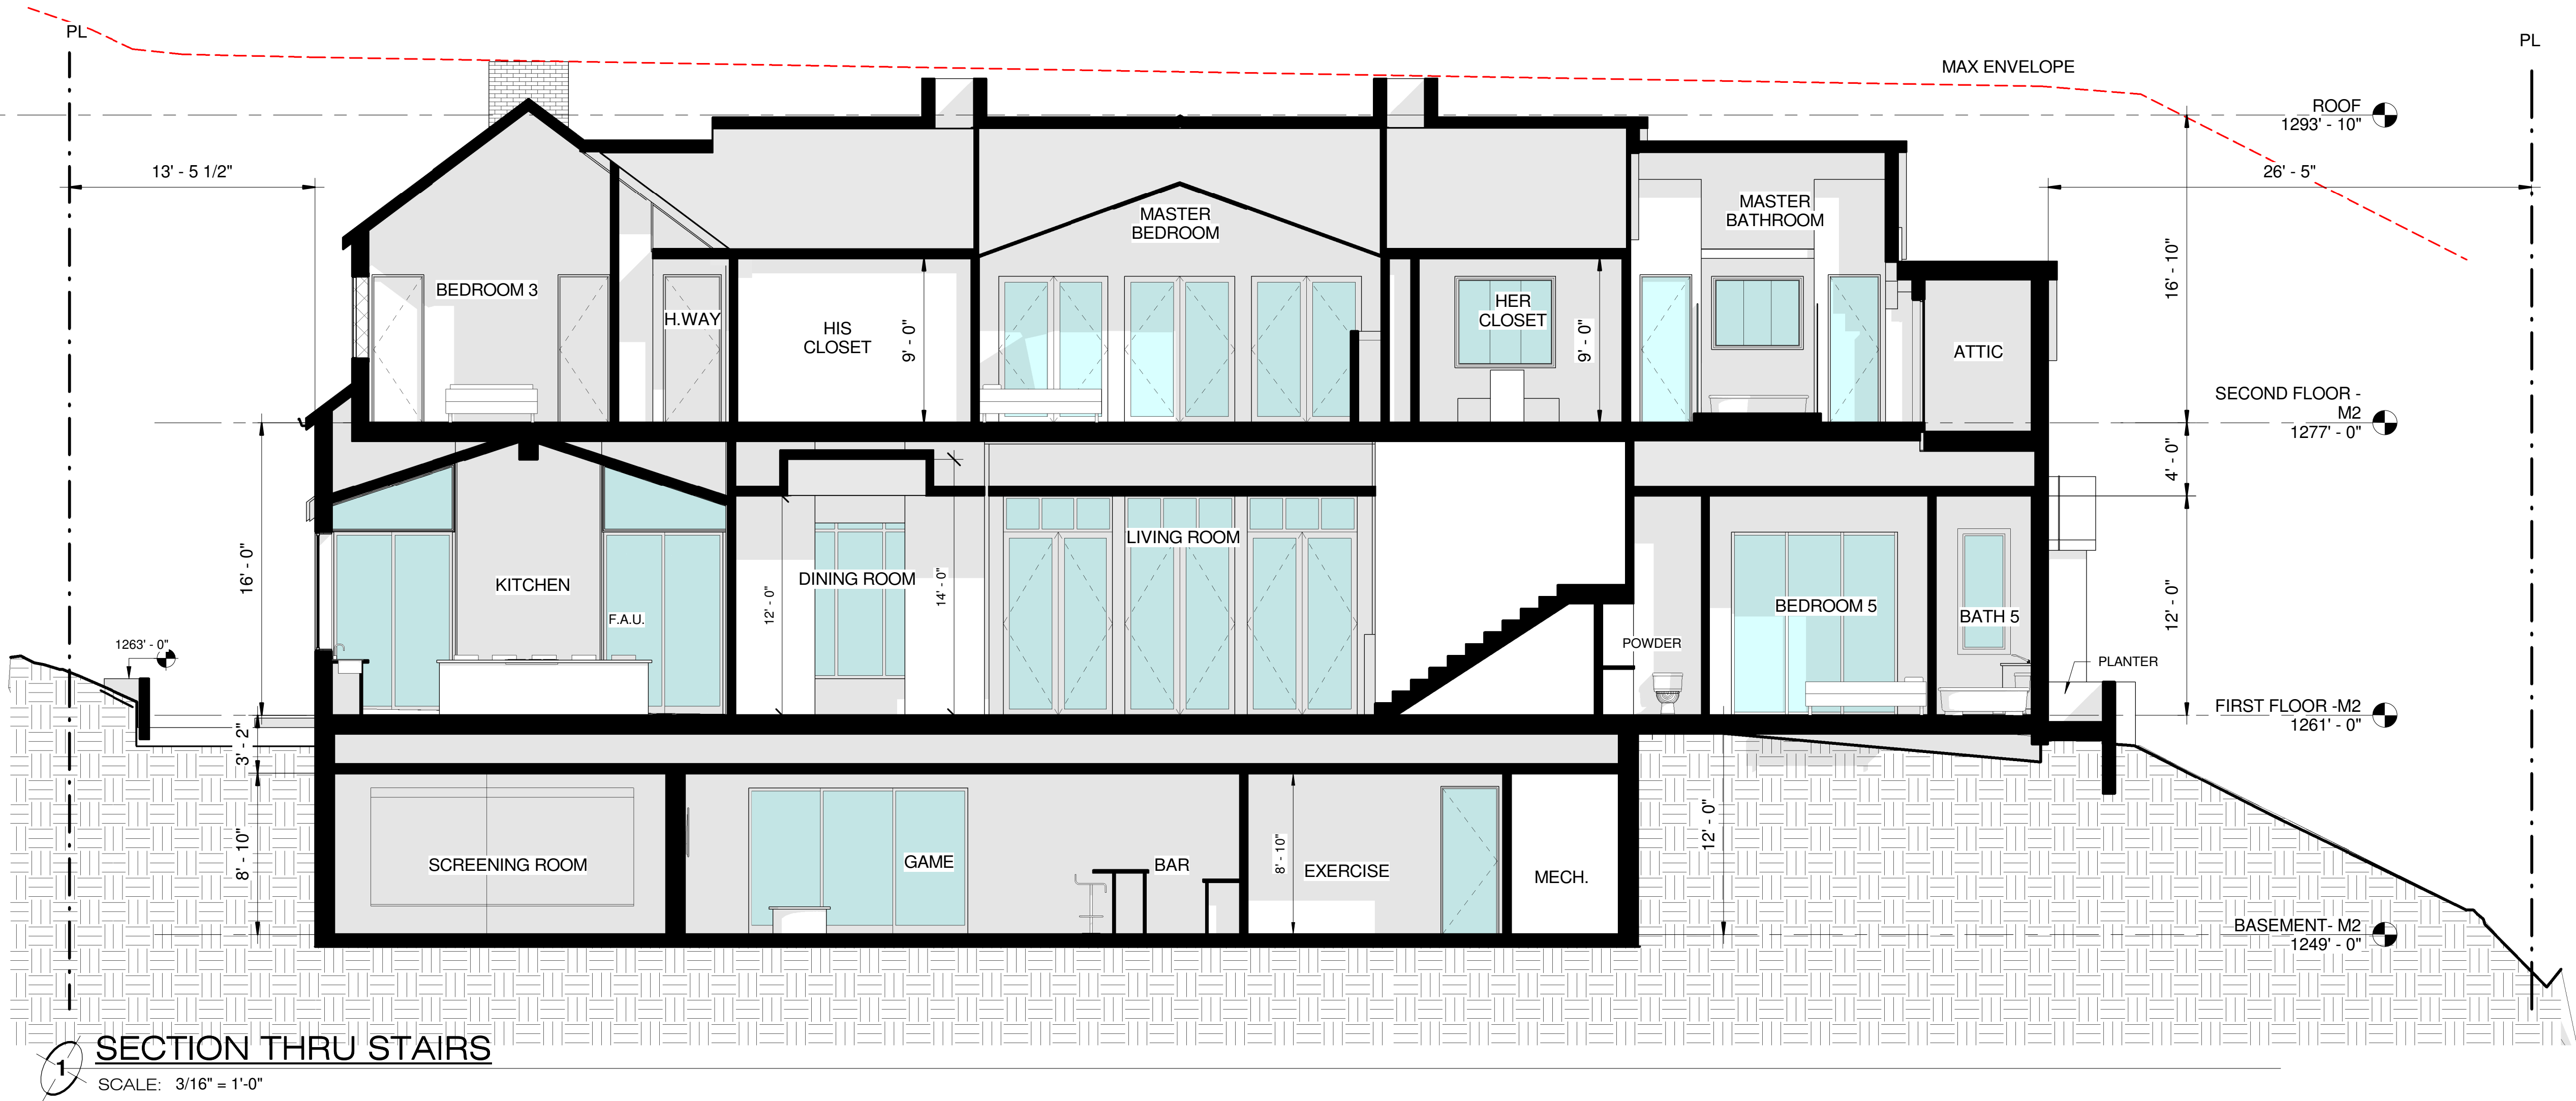 PL
PL
MAX ENVELOPE
ROOF
1293' - 10"
13' - 5 1/2"
26' - 5"
MASTER
BEDROOM
MASTER
BATHROOM
16' - 10"
BEDROOM 3
H.WAY
HIS
CLOSET
9' - 0"
HER
CLOSET
9' - 0"
ATTIC
SECOND FLOOR -
M2
1277' - 0"
4' - 0"
16' - 0"
KITCHEN
F.A.U.
12' - 0"
DINING ROOM
14' - 0"
LIVING ROOM
POWDER
BEDROOM 5
BATH 5
12' - 0"
1263' - 0"
PLANTER
FIRST FLOOR -M2
1261' - 0"
3' - 2"
8' - 10"
SCREENING ROOM
GAME
BAR
8' - 10"
EXERCISE
MECH.
12' - 0"
BASEMENT- M2
1249' - 0"
1
SECTION THRU STAIRS
SCALE: 3/16" = 1'-0"